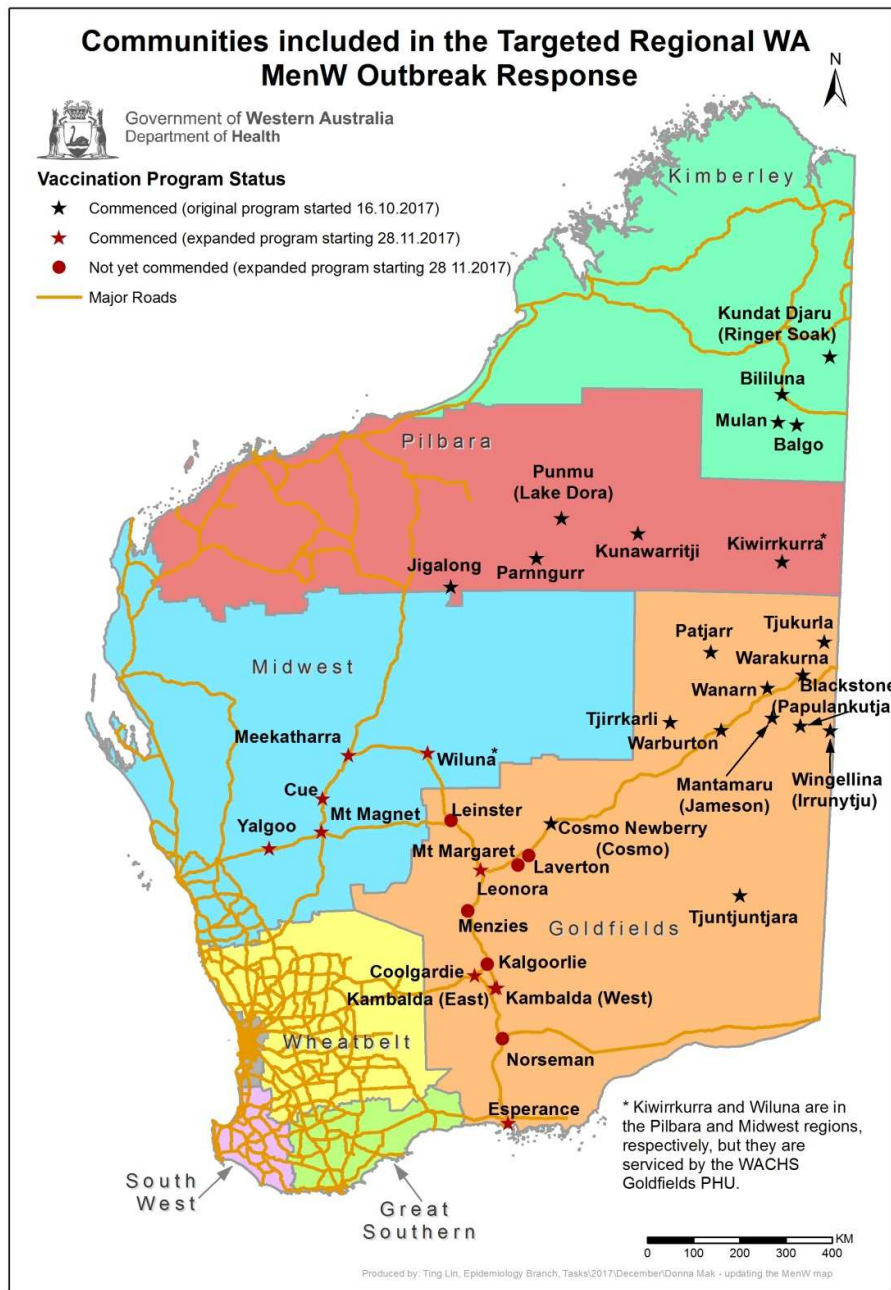 Communities included in the Targeted Regional WA
MenW Outbreak Response
N
Government of Western Australia
Department of Health
Vaccination Program Status
Commenced (original program started 16.10.2017)
Commenced (expanded program starting 28.11.2017)
Not yet commended (expanded program starting 28 11.2017)
Major Roads
Kimberley
Kundat Djaru
(Ringer Soak)
Bililuna
Mulan
Balgo
Pilbara
Punmu
(Lake Dora)
Kunawarritji
Kiwirrkurra*
Jigalong
Parnngurr
Midwest
Patjarr
Tjukurla
Warakurna
Wanarn
Blackstone
(Papulankutja
Tjirrkarli
Warburton
Meekatharra
Wiluna*
Mantamaru
(Jameson)
Wingellina
(Irrunytju)
Cue
Mt Magnet
Yalgoo
Leinster
Cosmo Newberry
(Cosmo)
Mt Margaret
Laverton
Leonora
Tjuntjuntjara
Menzies
Goldfields
Kalgoorlie
Coolgardie
Kambalda (East)
Kambalda (West)
Wheatbelt
Norseman
Esperance
* Kiwirrkurra and Wiluna are in
the Pilbara and Midwest regions,
respectively, but they are
serviced by the WACHS
Goldfields PHU.
South
West
Great
Southern
KM
0 100 200 300 400
Produced by: Ting Lin, Epidemiology Branch, Tasks\2017\December\Donna Mak - updating the MenW map